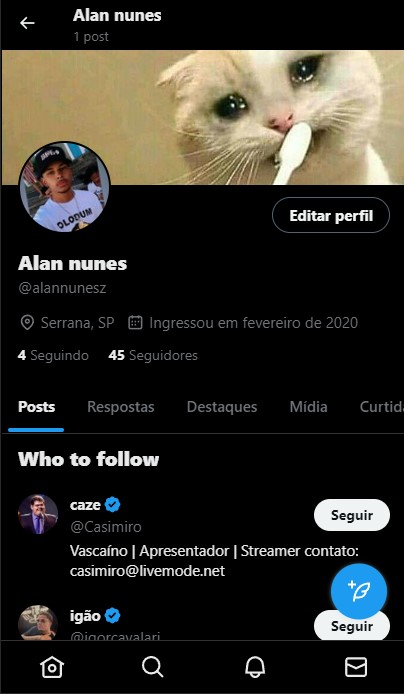 Alan nunes
1 post
OLODUM
Editar perfil
Alan nunes
@alannunesz
Serrana, SP Ingressou em fevereiro de 2020
4 Seguindo 45 Seguidores
Posts Respostas Destaques Mídia Curtida
Who to follow
caze
@Casimiro
Seguir
Vascaíno | Apresentador | Streamer contato:
casimiro@livemode.net
igão
@igorcavalari
Seguir